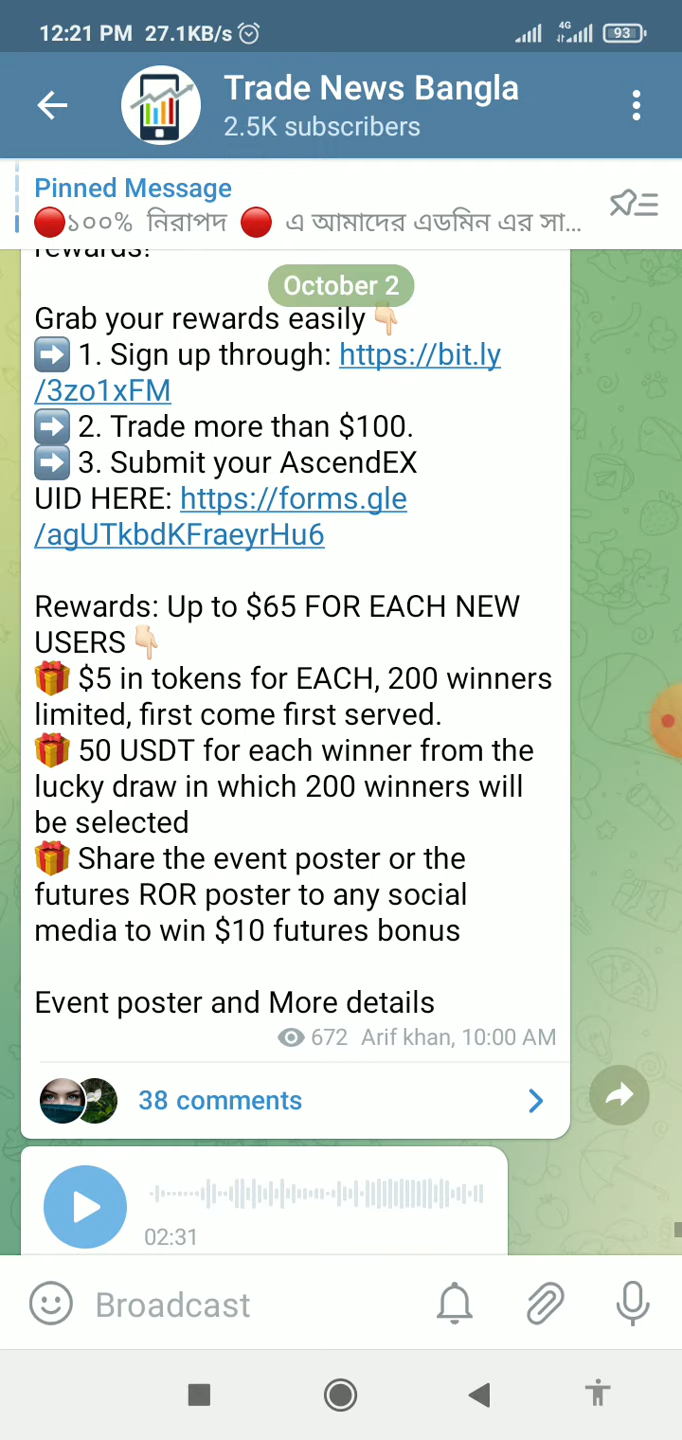 12:21 PM 27.1KB/s
4G
93
Trade News Bangla
2.5K subscribers
Pinned Message
🔴১০০% নিরাপদ 🔴 এ আমাদের এডমিন এর সা...
rewards!
October 2
Grab your rewards easily👇🏻
➡️ 1. Sign up through: https://bit.ly
/3zo1xFM
➡️ 2. Trade more than $100.
➡️ 3. Submit your AscendEX
UID HERE: https://forms.gle
/agUTkbdKFraeyrHu6
Rewards: Up to $65 FOR EACH NEW
USERS👇🏻
🎁 $5 in tokens for EACH, 200 winners
limited, first come first served.
🎁 50 USDT for each winner from the
lucky draw in which 200 winners will
be selected
🎁 Share the event poster or the
futures ROR poster to any social
media to win $10 futures bonus
Event poster and More details
672 Arif khan, 10:00 AM
38 comments
02:31
Broadcast